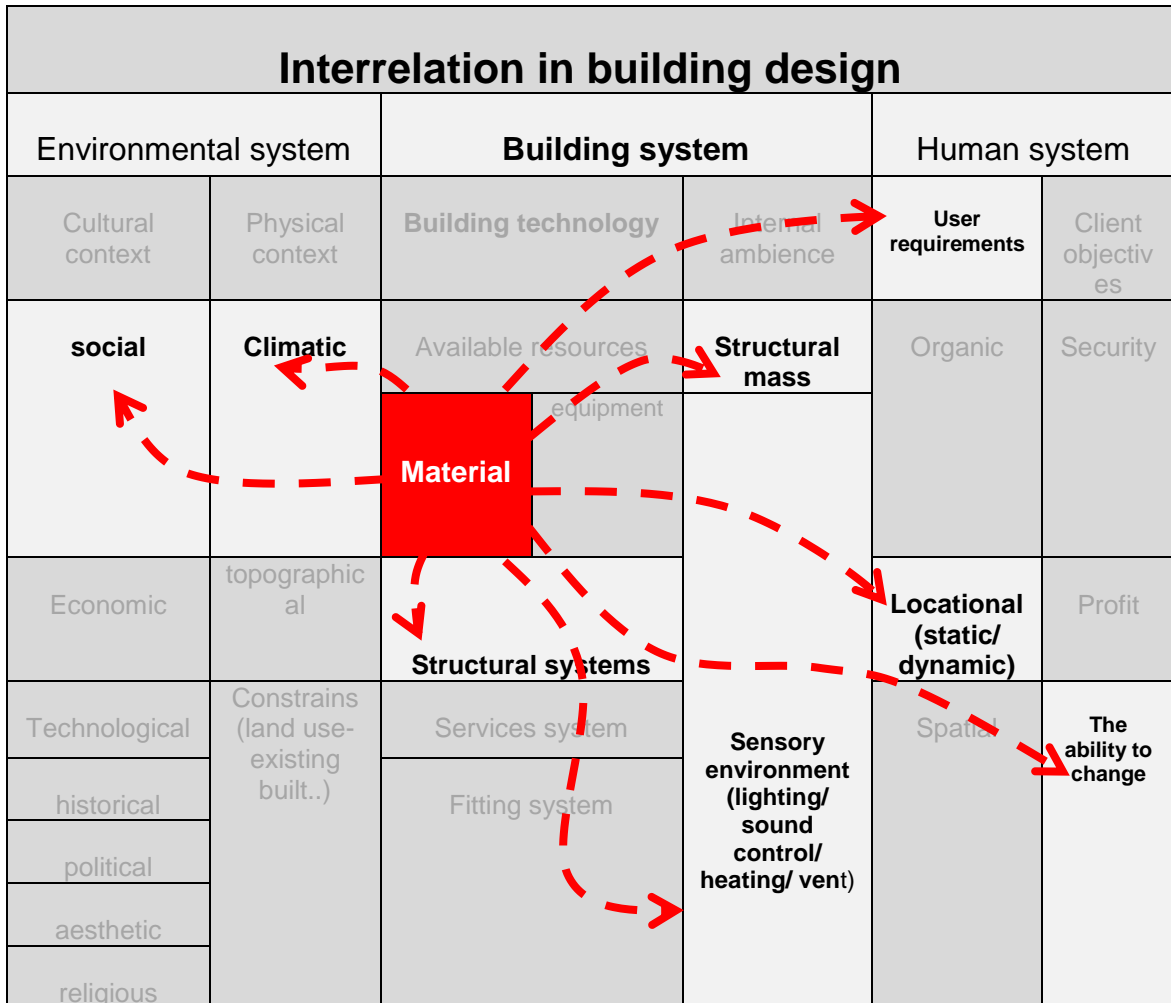 Interrelation in building design
Environmental system
Building system
Human system
Cultural
context
Physical
context
Building technology
Internal
ambience
User
requirements
Client
objectiv
es
social
Climatic
Available resources
Structural
mass
Organic
Security
Material
equipment
Economic
topographic
al
Structural systems
Locational
(static/
dynamic)
Profit
Technological
Constrains
(land use-
existing
built..)
Services system
Sensory
environment
(lighting/
sound
control/
heating/ vent)
Spatial
The
ability to
change
historical
Fitting system
political
aesthetic
religious